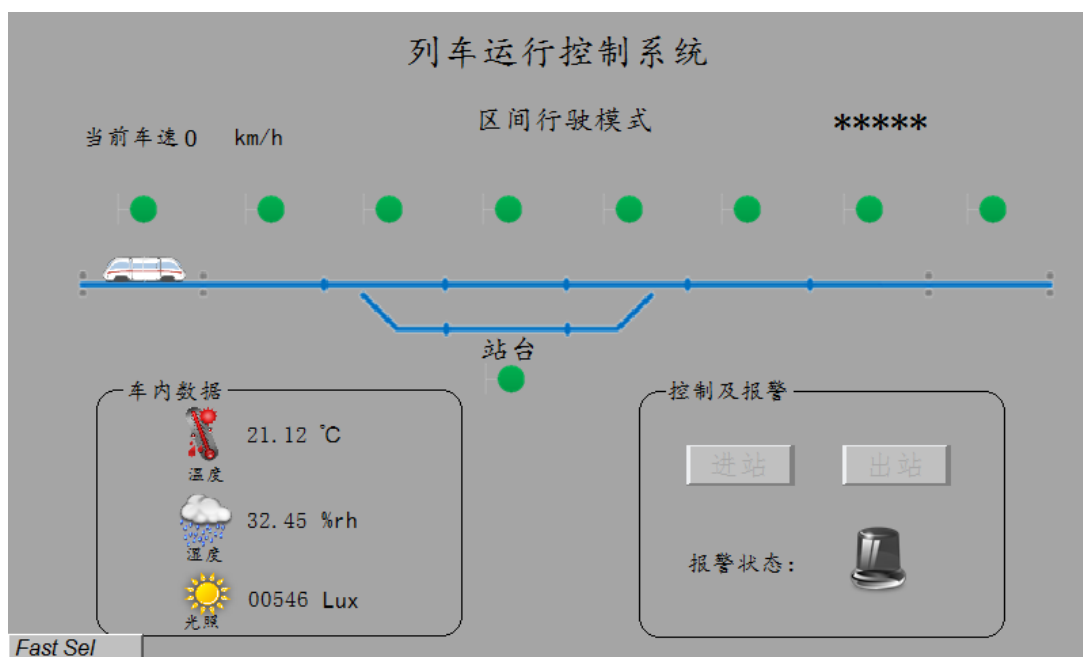 列车运行控制系统
区间行驶模式 *****
当前车速0 km/h
站台
车内数据
21.12 ℃
温度
32.45 %rh
湿度
00546 Lux
光照
控制及报警
进站 出站
报警状态:
Fast Sel